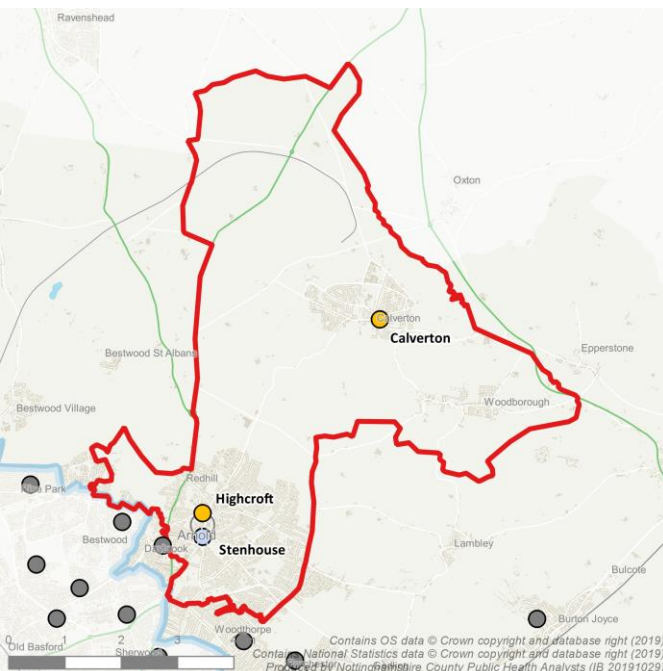 Ravenshead
Oxton
Calverton
Calverton
Bestwood St Albans
Epperstone
Bestwood Village
Woodborough
Redhill
Highcroft
Bestwood
Arnold
Stenhouse
Lambley
Bulcote
Burton Joyce
Woodthorpe
0 1 2 3
Old Basford
Contains OS data © Crown copyright and database right (2019)
Contains National Statistics data © Crown copyright and database right (2019)
Produced by Nottinghamshire County Public Health Analysts